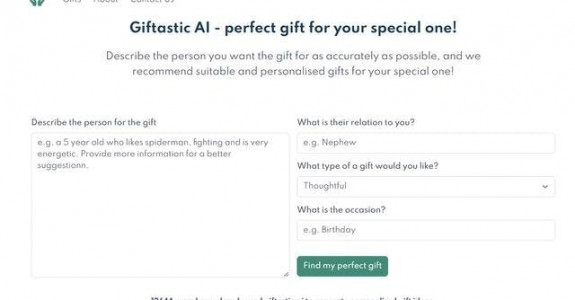 Gifts About Contact Us
Giftastic AI - perfect gift for your special one!
Describe the person you want the gift for as accurately as possible, and we
recommend suitable and personalised gifts for your special one!
Describe the person for the gift
e.g. a 5 year old who likes spiderman, fighting and is very
energetic. Provide more information for a better
suggestionn.
What is their relation to you?
e.g. Nephew
What type of a gift would you like?
Thoughtful
What is the occasion?
e.g. Birthday
Find my perfect gift